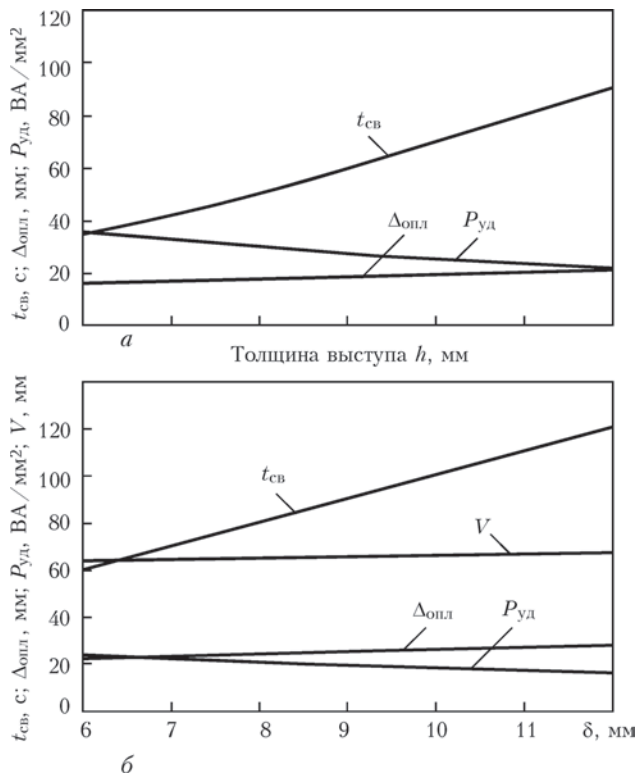 t_св, с; Δ_опл, мм; P_уд, ВА/мм²
100
80
60
40
20
0
t_св
Δ_опл
P_уд
а
Толщина выступа h, мм
t_св, с; Δ_опл, мм; P_уд, ВА/мм²; V, мм
120
100
80
60
40
20
0
t_св
V
Δ_опл
P_уд
6 7 8 9 10 11 δ, мм
б